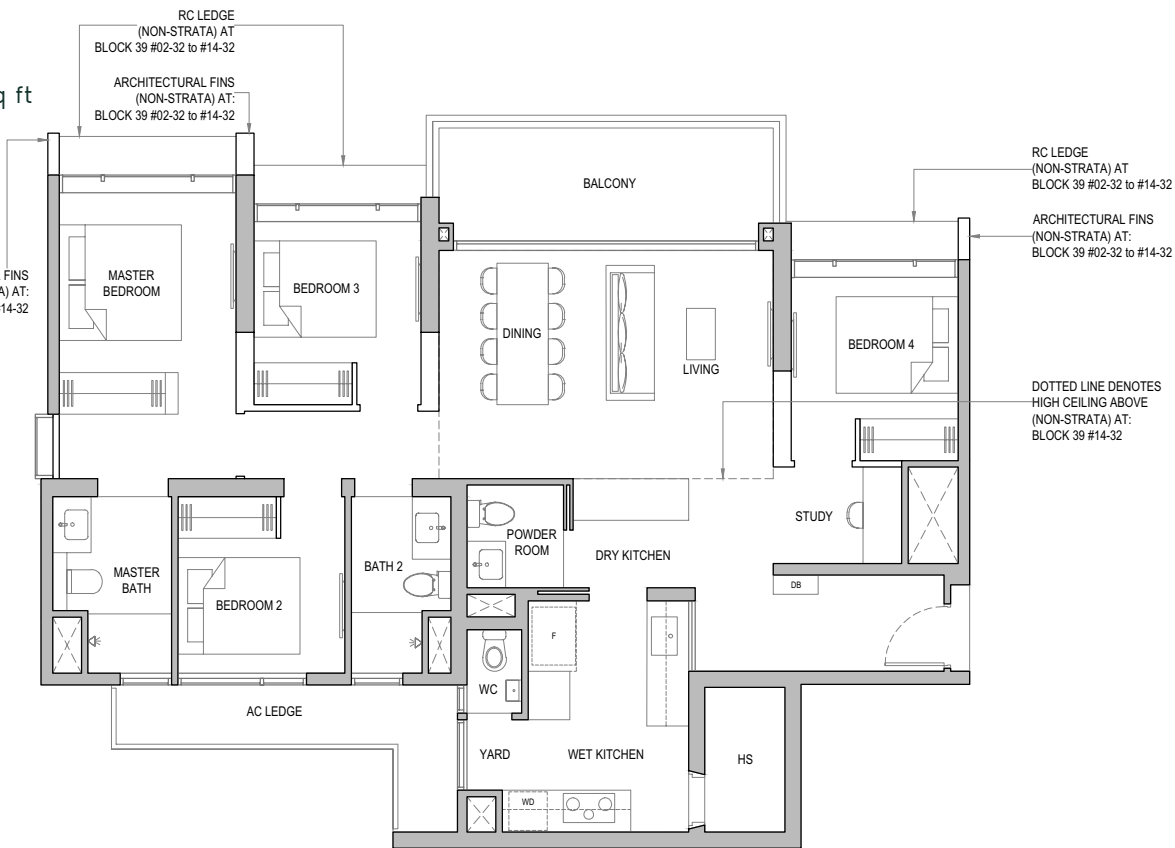 RC LEDGE
(NON-STRATA) AT
BLOCK 39 #02-32 to #14-32
q ft
ARCHITECTURAL FINS
(NON-STRATA) AT:
BLOCK 39 #02-32 to #14-32
RC LEDGE
(NON-STRATA) AT
BLOCK 39 #02-32 to #14-32
BALCONY
ARCHITECTURAL FINS
(NON-STRATA) AT:
BLOCK 39 #02-32 to #14-32
FINS
A) AT:
#14-32
MASTER
BEDROOM
BEDROOM 3
DINING
LIVING
BEDROOM 4
DOTTED LINE DENOTES
HIGH CEILING ABOVE
(NON-STRATA) AT:
BLOCK 39 #14-32
STUDY
POWDER
ROOM
DRY KITCHEN
MASTER
BATH
BEDROOM 2
BATH 2
DB
F
WC
AC LEDGE
YARD
WET KITCHEN
HS
WD